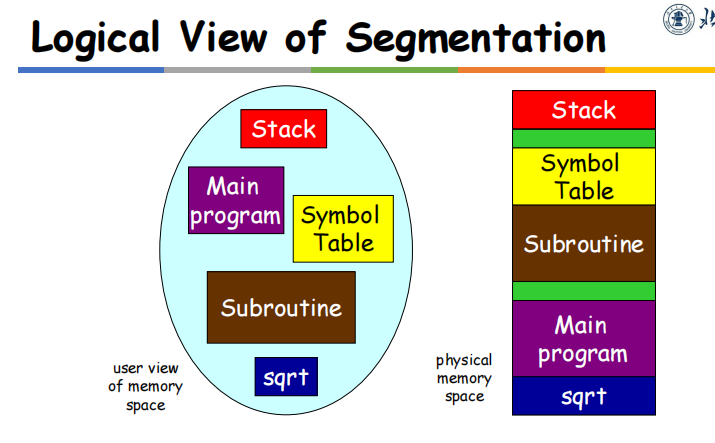 Logical View of Segmentation
Stack
Main
program
Symbol
Table
Subroutine
sqrt
user view
of memory
space
Stack
Symbol
Table
Subroutine
Main
program
sqrt
physical
memory
space